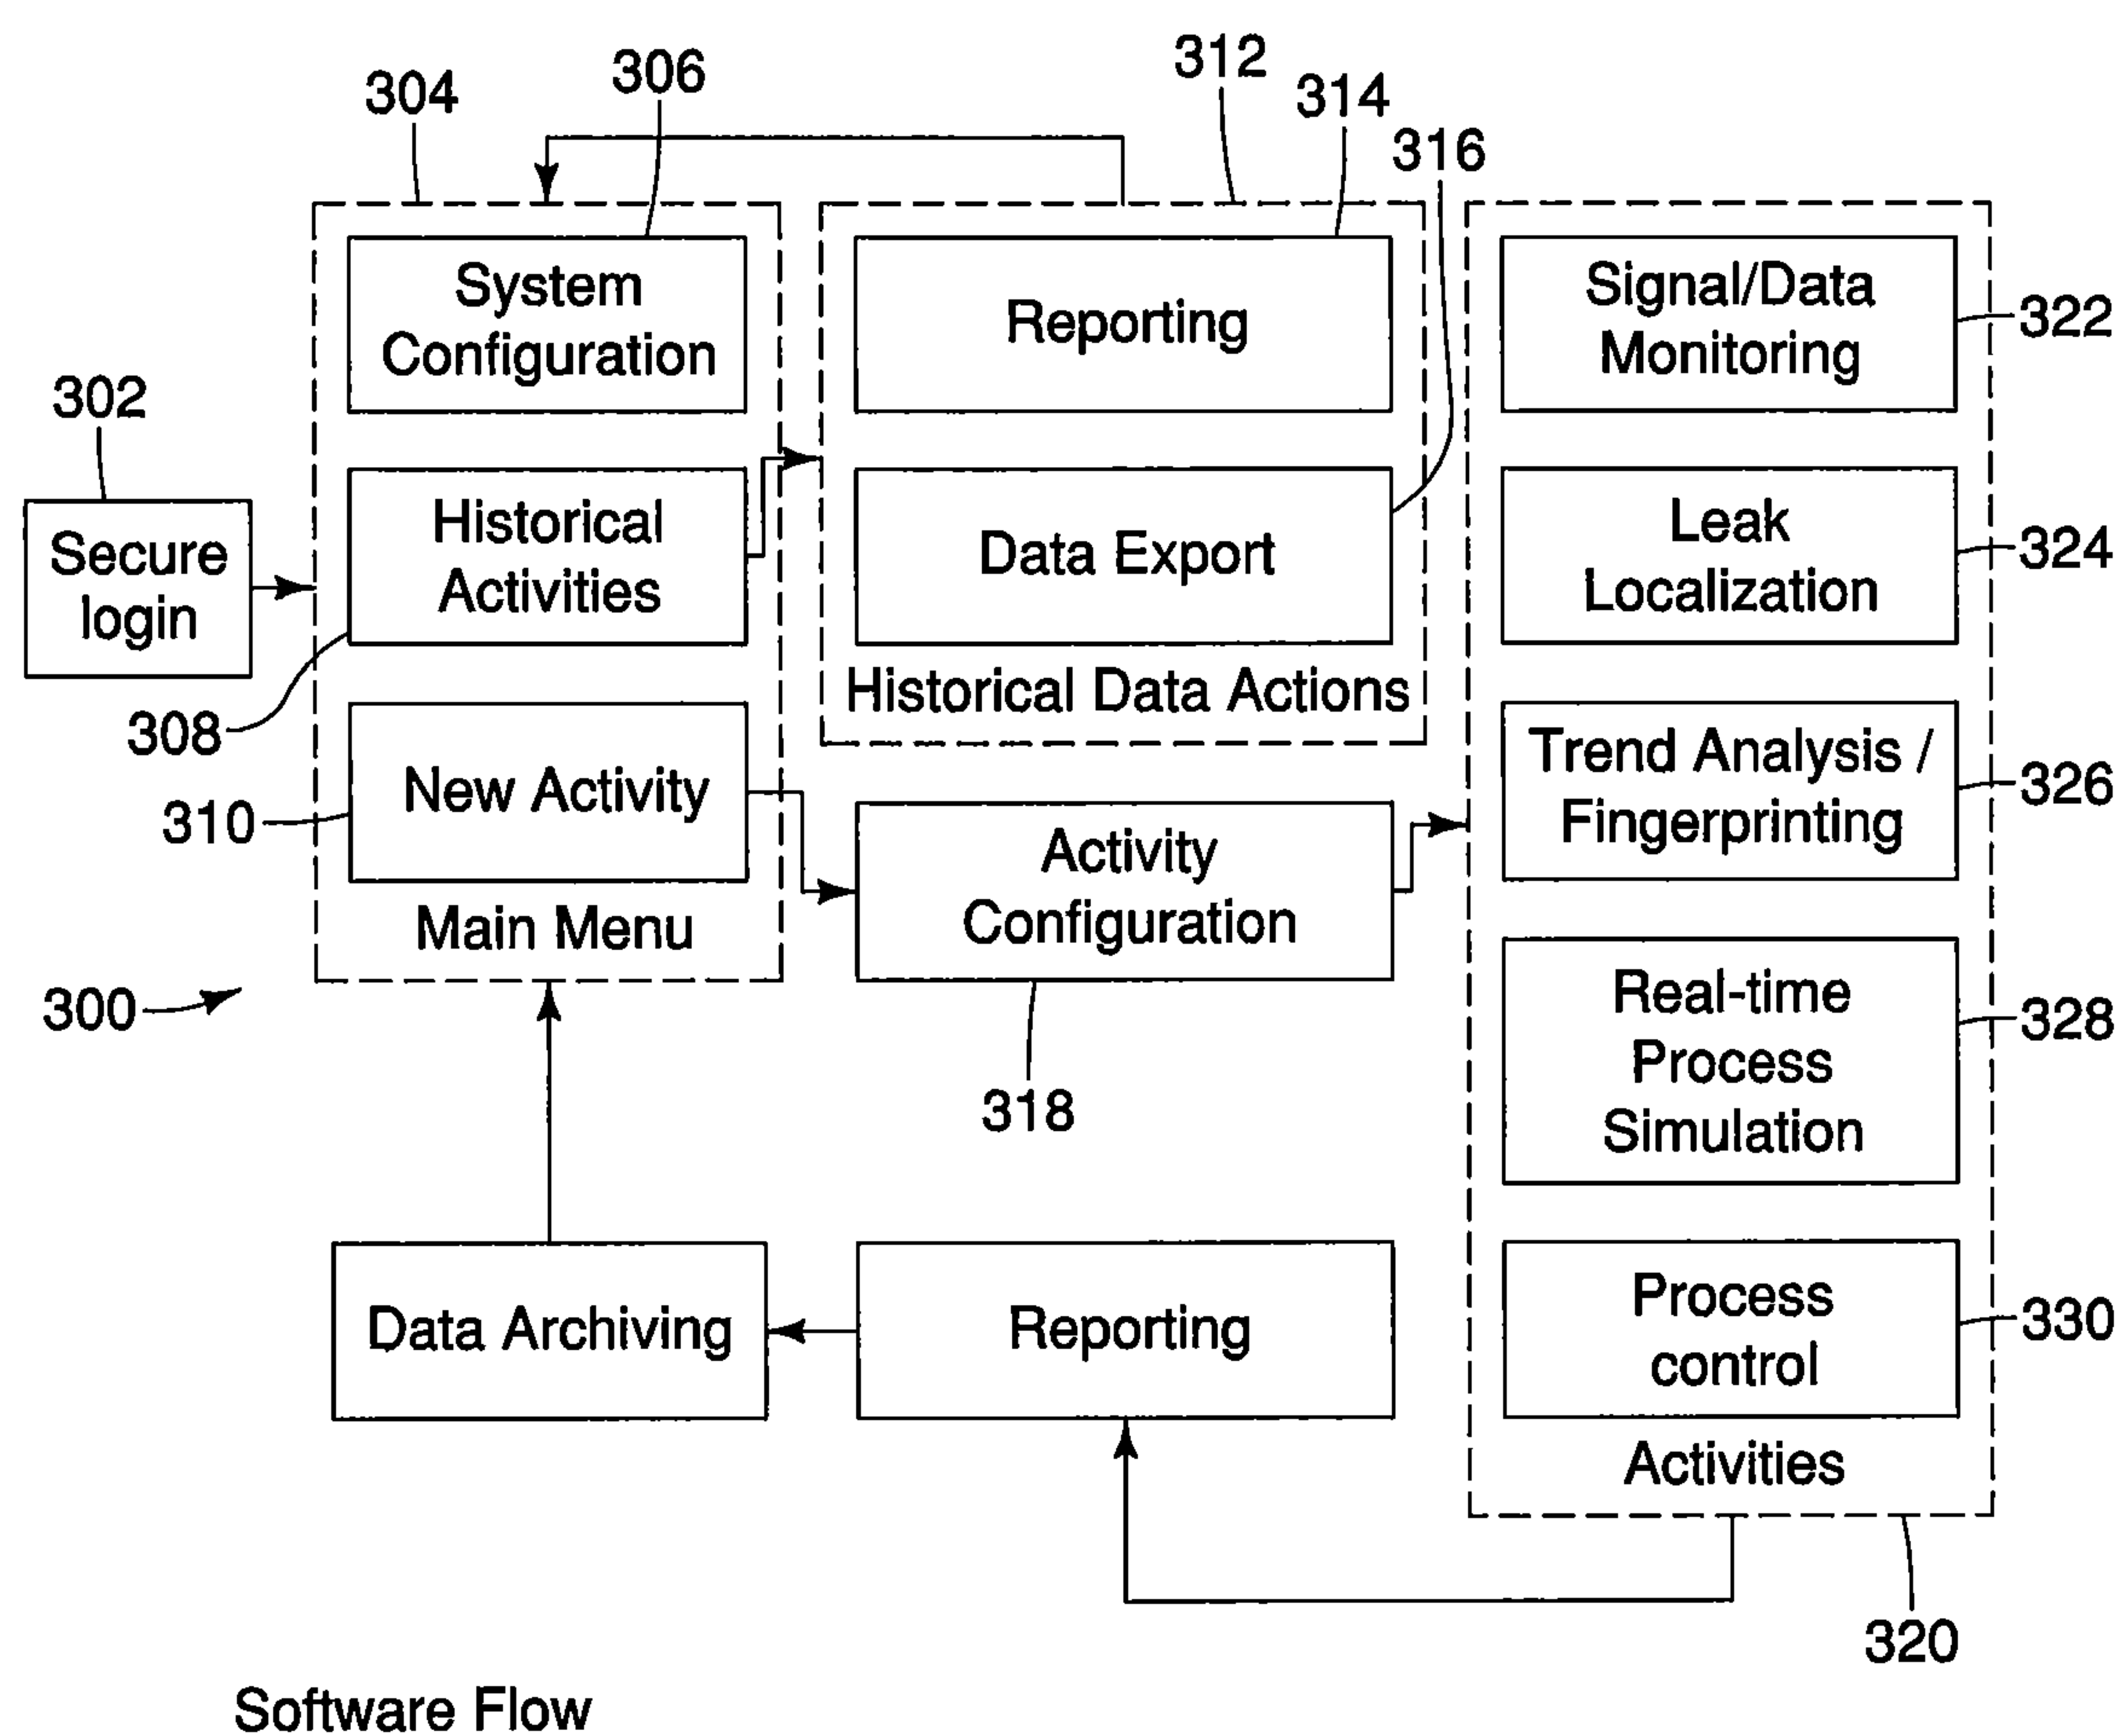 304
306
312
314
316
System
Configuration
Reporting
Signal/Data
Monitoring
322
302
Secure
login
Historical
Activities
308
Data Export
Historical Data Actions
Leak
Localization
324
New Activity
310
Main Menu
Activity
Configuration
318
Trend Analysis /
Fingerprinting
326
300
Real-time
Process
Simulation
328
Data Archiving
Reporting
Process
control
330
Activities
320
Software Flow